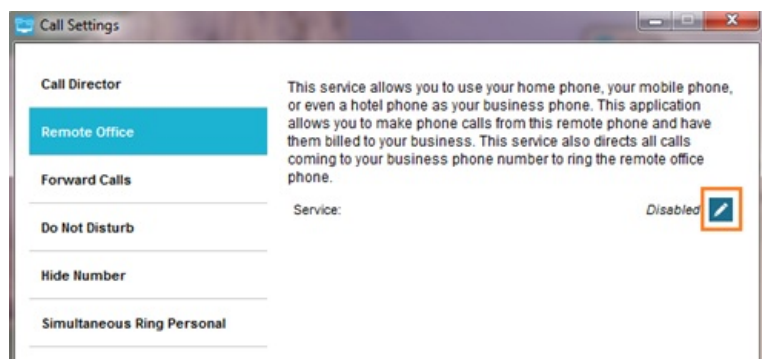 Call Settings
Call Director
Remote Office
Forward Calls
Do Not Disturb
Hide Number
Simultaneous Ring Personal
This service allows you to use your home phone, your mobile phone,
or even a hotel phone as your business phone. This application
allows you to make phone calls from this remote phone and have
them billed to your business. This service also directs all calls
coming to your business phone number to ring the remote office
phone.
Service: Disabled